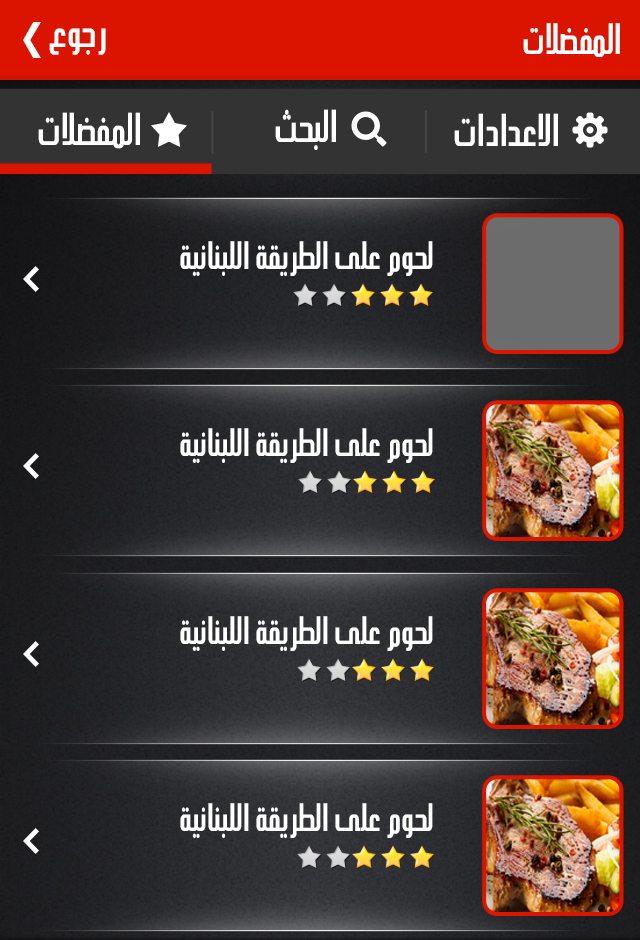 المفضلات
رجوع
الاعدادات
البحث
المفضلات
لحوم على الطريقة اللبنانية
لحوم على الطريقة اللبنانية
لحوم على الطريقة اللبنانية
لحوم على الطريقة اللبنانية